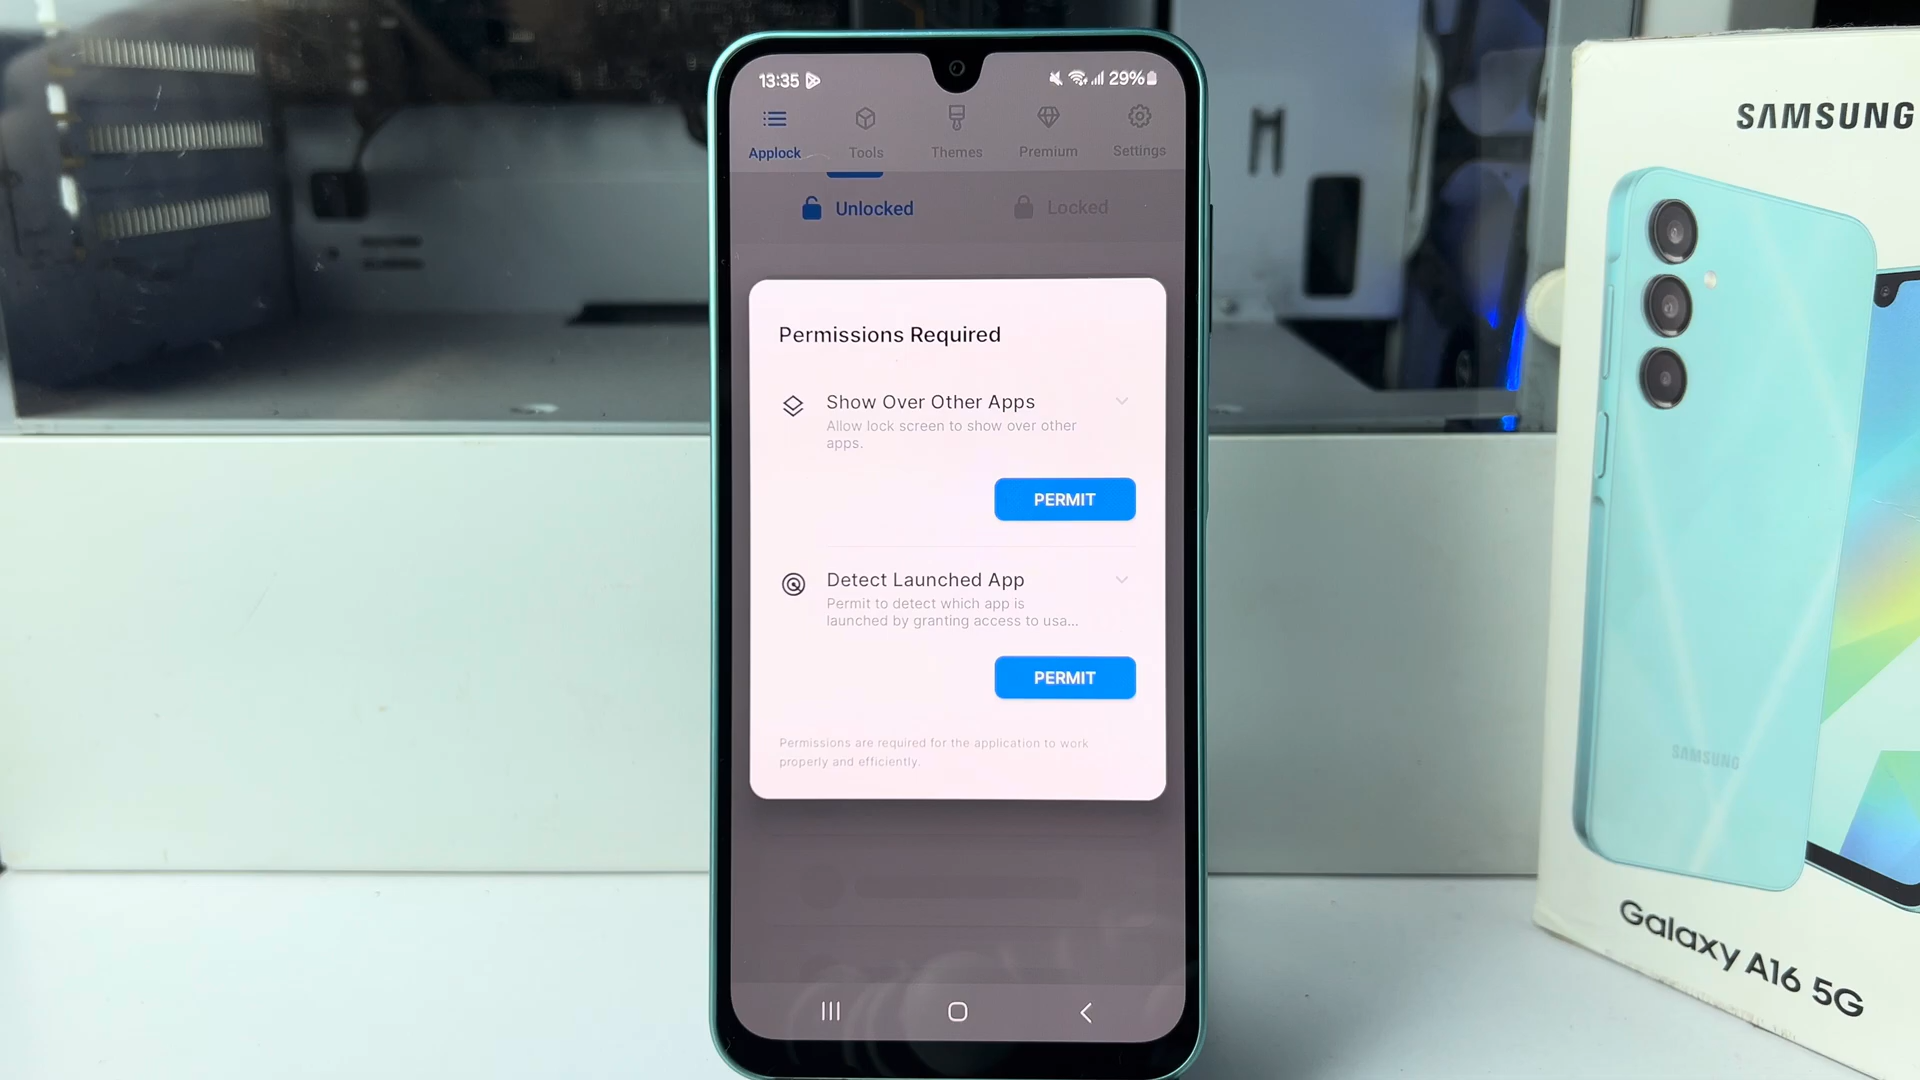 13:35
29%
Applock
Tools
Themes
Premium
Settings
Unlocked
Locked
Permissions Required
Show Over Other Apps
Allow lock screen to show over other
apps.
PERMIT
Detect Launched App
Permit to detect which app is
launched by granting access to usa...
PERMIT
Permissions are required for the application to work
properly and efficiently.
SAMSUNG
SAMSUNG
Galaxy A16 5G